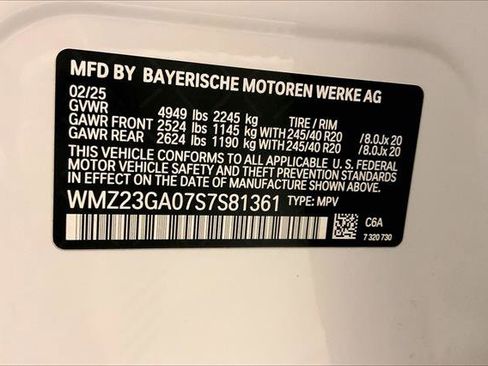 MFD BY BAYERISCHE MOTOREN WERKE AG
02/25
GVWR 4949 lbs 2245 kg TIRE / RIM
GAWR FRONT 2524 lbs 1145 kg WITH 245/40 R20 /8.0Jx 20
GAWR REAR 2624 lbs 1190 kg WITH 245/40 R20 /8.0Jx 20
THIS VEHICLE CONFORMS TO ALL APPLICABLE U.S. FEDERAL
MOTOR VEHICLE SAFETY AND THEFT PREVENTION STANDARDS
IN EFFECT ON THE DATE OF MANUFACTURE SHOWN ABOVE.
WMZ23GA07S7S81361 TYPE: MPV
C6A
7 320 730